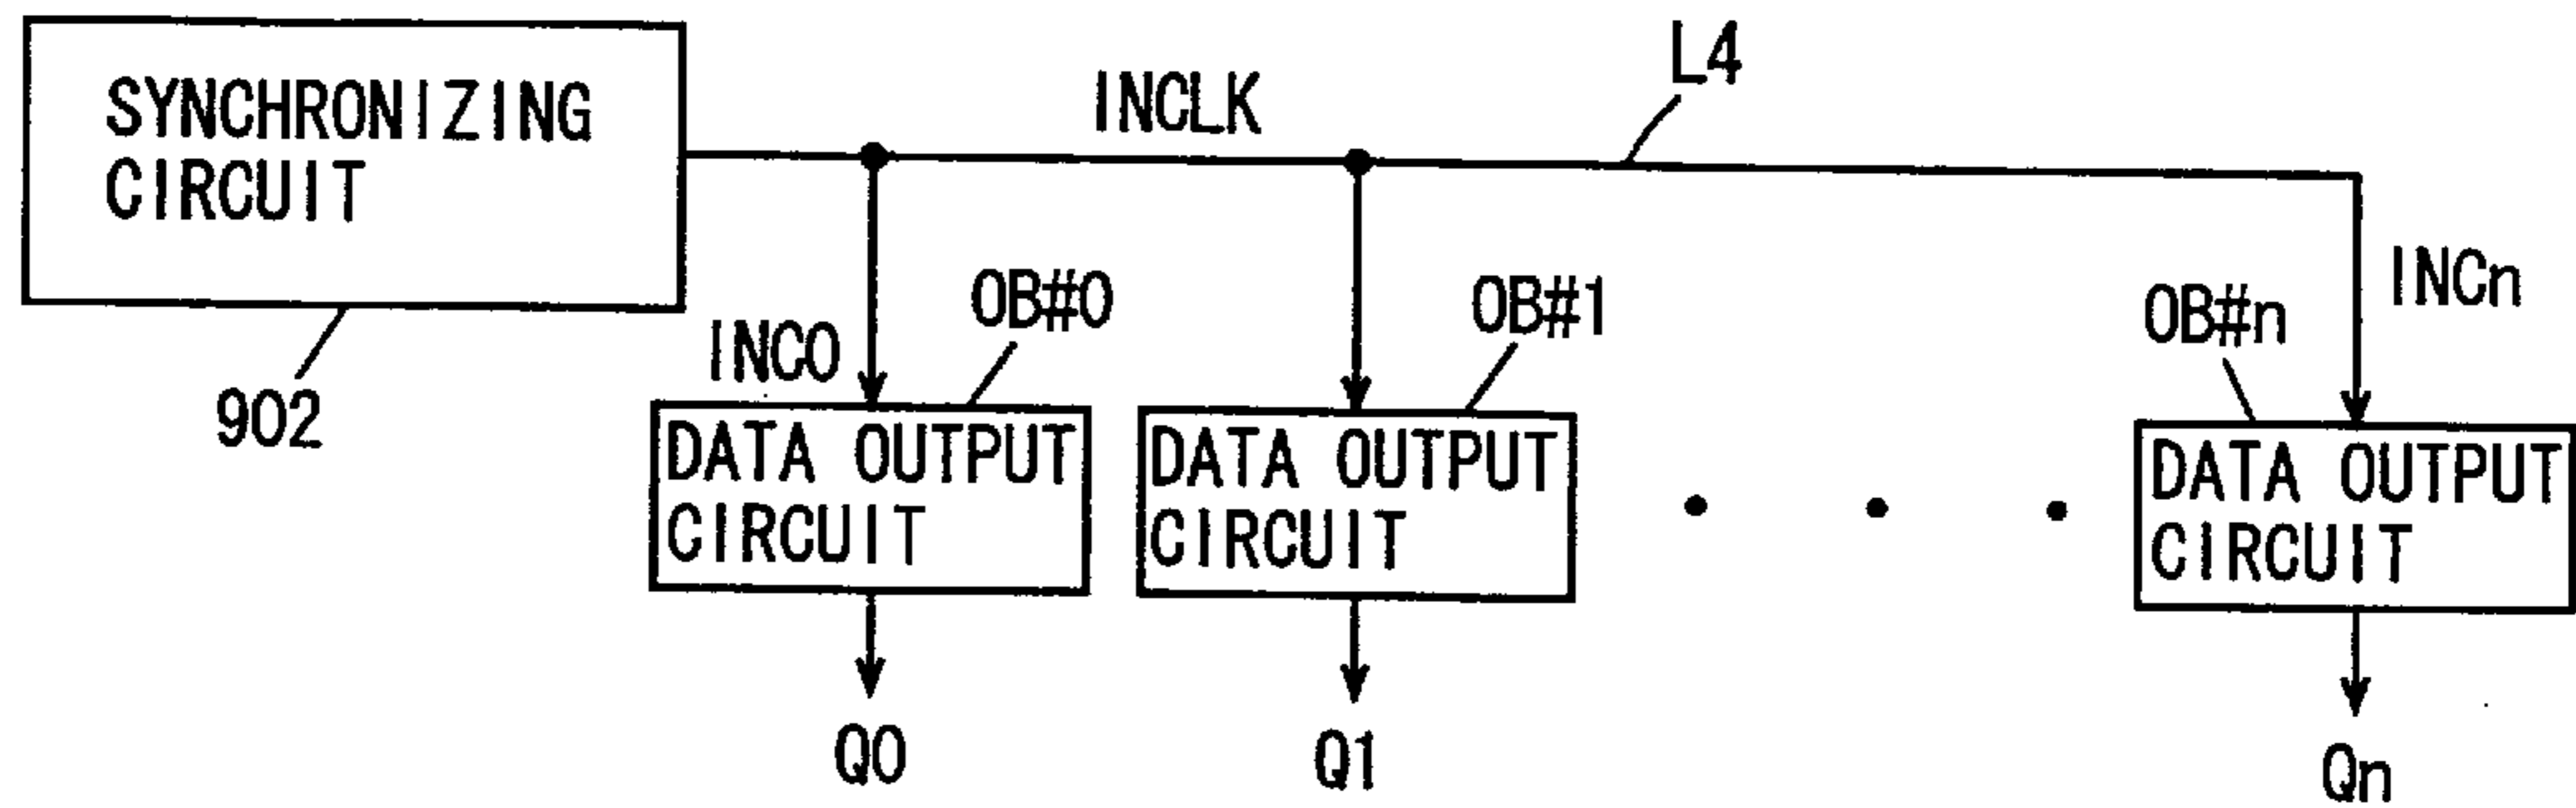 SYNCHRONIZING
CIRCUIT
INCLK
L4
902
INC0
OB#0
OB#1
OB#n
INCn
DATA OUTPUT
CIRCUIT
DATA OUTPUT
CIRCUIT
DATA OUTPUT
CIRCUIT
Q0
Q1
Qn